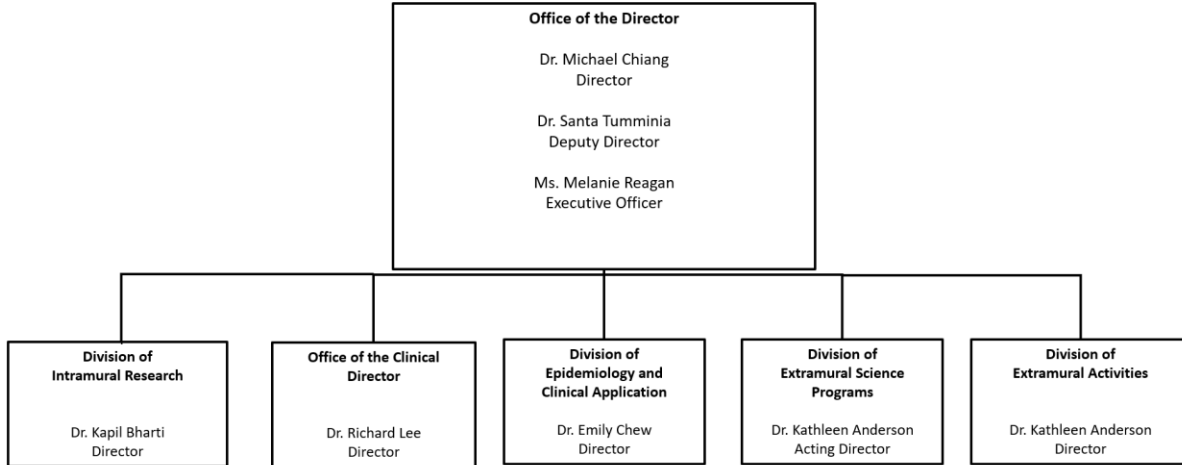 Office of the Director
Dr. Michael Chiang
Director
Dr. Santa Tumminia
Deputy Director
Ms. Melanie Reagan
Executive Officer
Division of
Intramural Research
Dr. Kapil Bharti
Director
Office of the Clinical
Director
Dr. Richard Lee
Director
Division of
Epidemiology and
Clinical Application
Dr. Emily Chew
Director
Division of
Extramural Science
Programs
Dr. Kathleen Anderson
Acting Director
Division of
Extramural Activities
Dr. Kathleen Anderson
Director